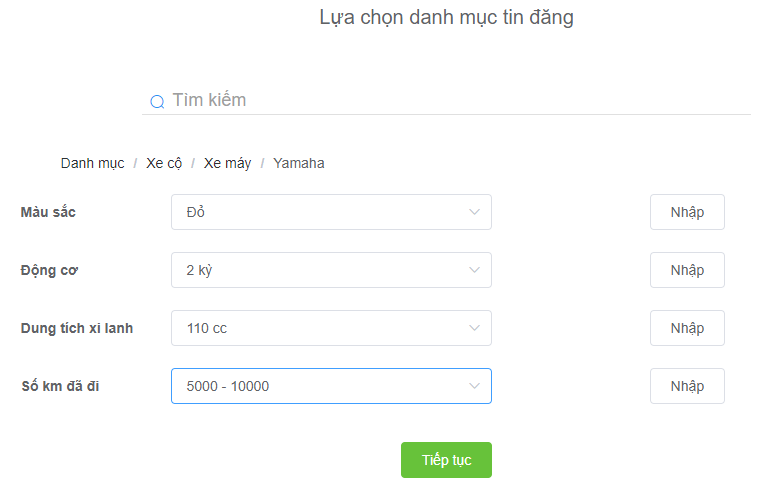 Lựa chọn danh mục tin đăng
Tìm kiếm
Danh mục / Xe cộ / Xe máy / Yamaha
Màu sắc Đỏ Nhập
Động cơ 2 kỳ Nhập
Dung tích xi lanh 110 cc Nhập
Số km đã đi 5000 - 10000 Nhập
Tiếp tục